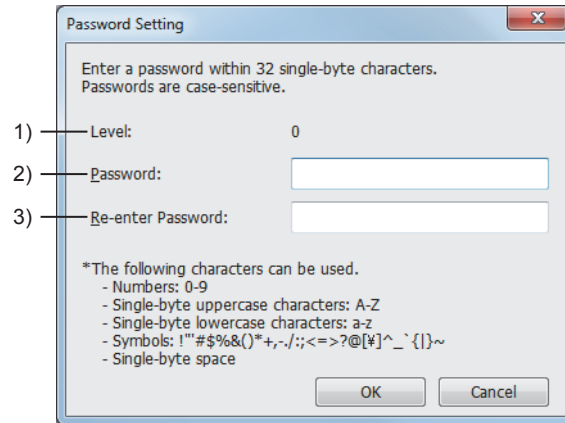 Password Setting
Enter a password within 32 single-byte characters.
Passwords are case-sensitive.
1) Level: 0
2) Password:
3) Re-enter Password:
*The following characters can be used.
- Numbers: 0-9
- Single-byte uppercase characters: A-Z
- Single-byte lowercase characters: a-z
- Symbols: !"'#$%&()*+,-./:;<=>?@[¥]^_`{|}~
- Single-byte space
OK Cancel